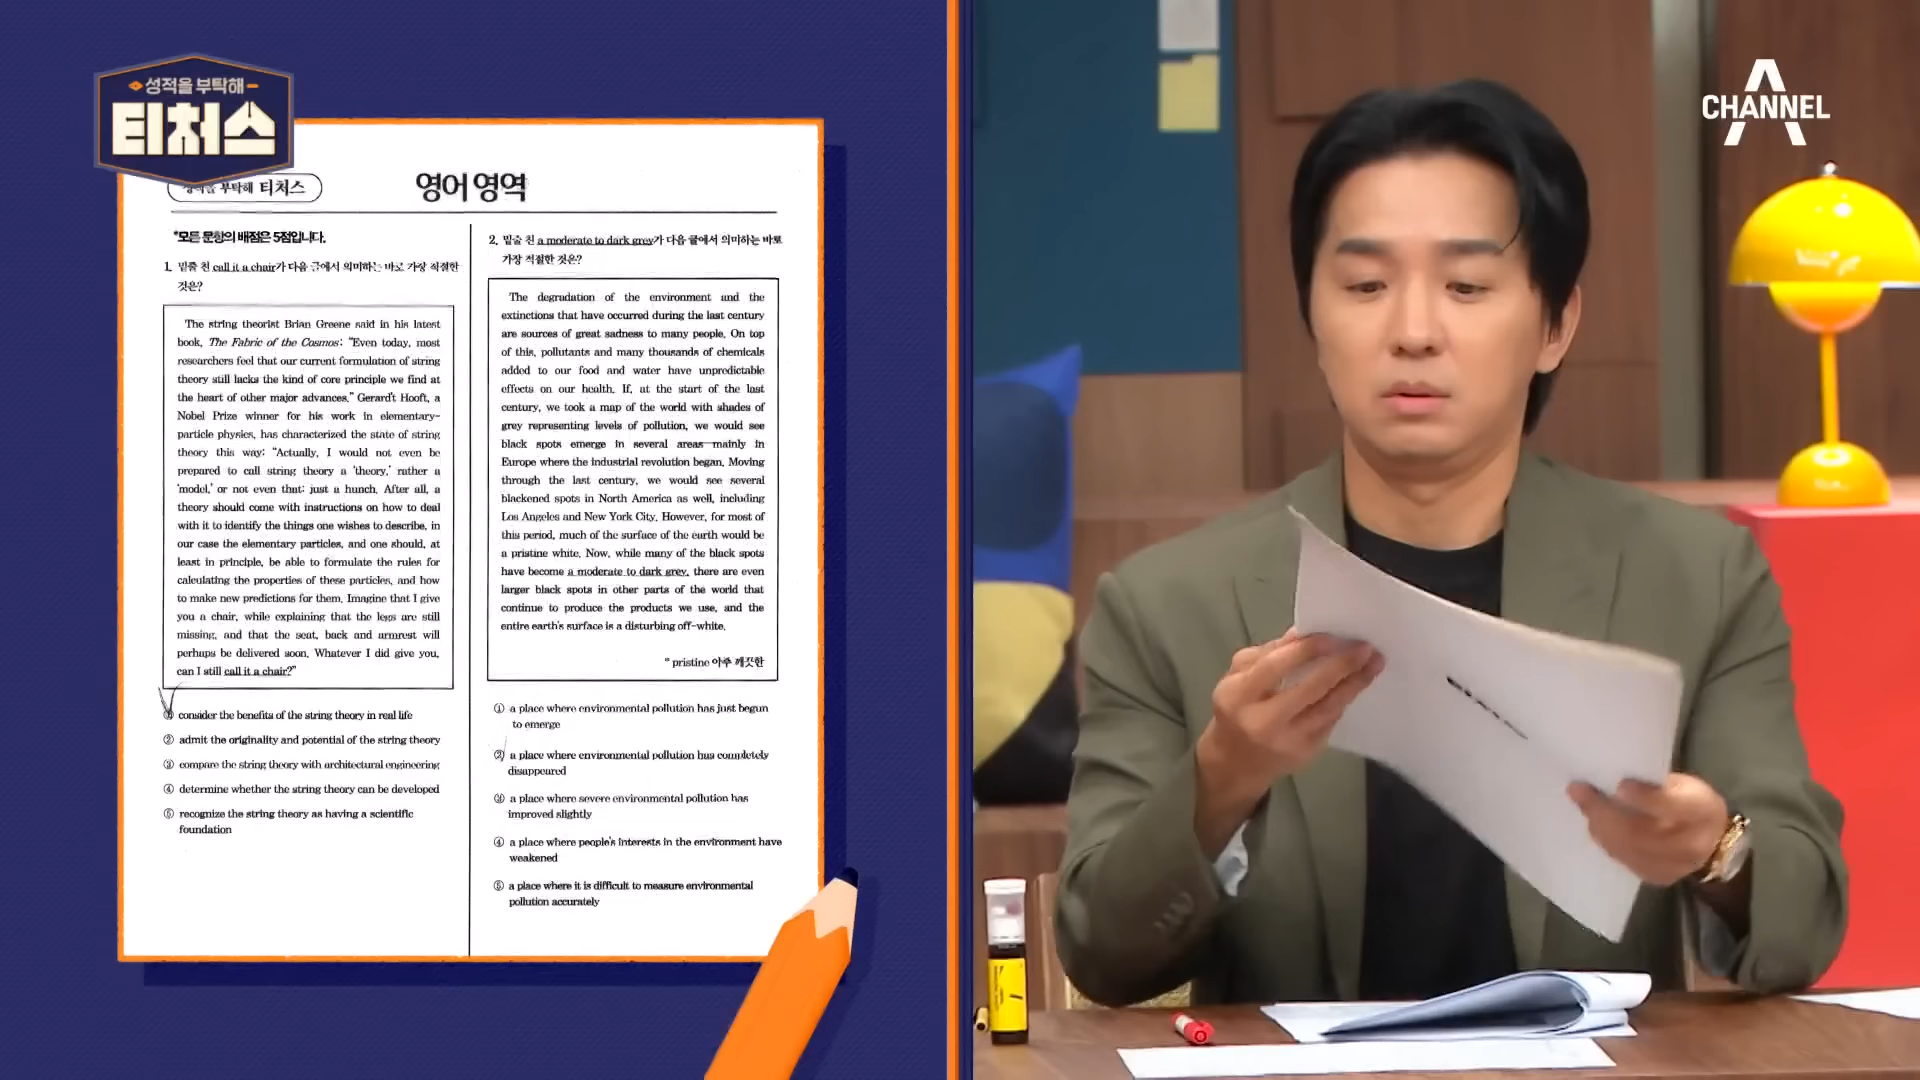 성적을 부탁해
티처스
성적을 부탁해 티처스
영어 영역
*모든 문항의 배점은 5점입니다.
1. 밑줄 친 call it a chair가 다음 글에서 의미하는 바로 가장 적절한
것은?
The string theorist Brian Greene said in his latest
book, The Fabric of the Cosmos: "Even today, most
researchers feel that our current formulation of string
theory still lacks the kind of core principle we find at
the heart of other major advances." Gerard't Hooft, a
Nobel Prize winner for his work in elementary-
particle physics, has characterized the state of string
theory this way: "Actually, I would not even be
prepared to call string theory a 'theory,' rather a
'model,' or not even that: just a hunch. After all, a
theory should come with instructions on how to deal
with it to identify the things one wishes to describe, in
our case the elementary particles, and one should, at
least in principle, be able to formulate the rules for
calculating the properties of these particles, and how
to make new predictions for them. Imagine that I give
you a chair, while explaining that the legs are still
missing, and that the seat, back and armrest will
perhaps be delivered soon. Whatever I did give you,
can I still call it a chair?"
① consider the benefits of the string theory in real life
② admit the originality and potential of the string theory
③ compare the string theory with architectural engineering
④ determine whether the string theory can be developed
⑤ recognize the string theory as having a scientific
foundation
2. 밑줄 친 a moderate to dark grey가 다음 글에서 의미하는 바로
가장 적절한 것은?
The degradation of the environment and the
extinctions that have occurred during the last century
are sources of great sadness to many people. On top
of this, pollutants and many thousands of chemicals
added to our food and water have unpredictable
effects on our health. If, at the start of the last
century, we took a map of the world with shades of
grey representing levels of pollution, we would see
black spots emerge in several areas mainly in
Europe where the industrial revolution began. Moving
through the last century, we would see several
blackened spots in North America as well, including
Los Angeles and New York City. However, for most of
this period, much of the surface of the earth would be
a pristine white. Now, while many of the black spots
have become a moderate to dark grey, there are even
larger black spots in other parts of the world that
continue to produce the products we use, and the
entire earth's surface is a disturbing off-white.
* pristine 아주 깨끗한
① a place where environmental pollution has just begun
to emerge
② a place where environmental pollution has completely
disappeared
③ a place where severe environmental pollution has
improved slightly
④ a place where people's interests in the environment have
weakened
⑤ a place where it is difficult to measure environmental
pollution accurately
CHANNEL A